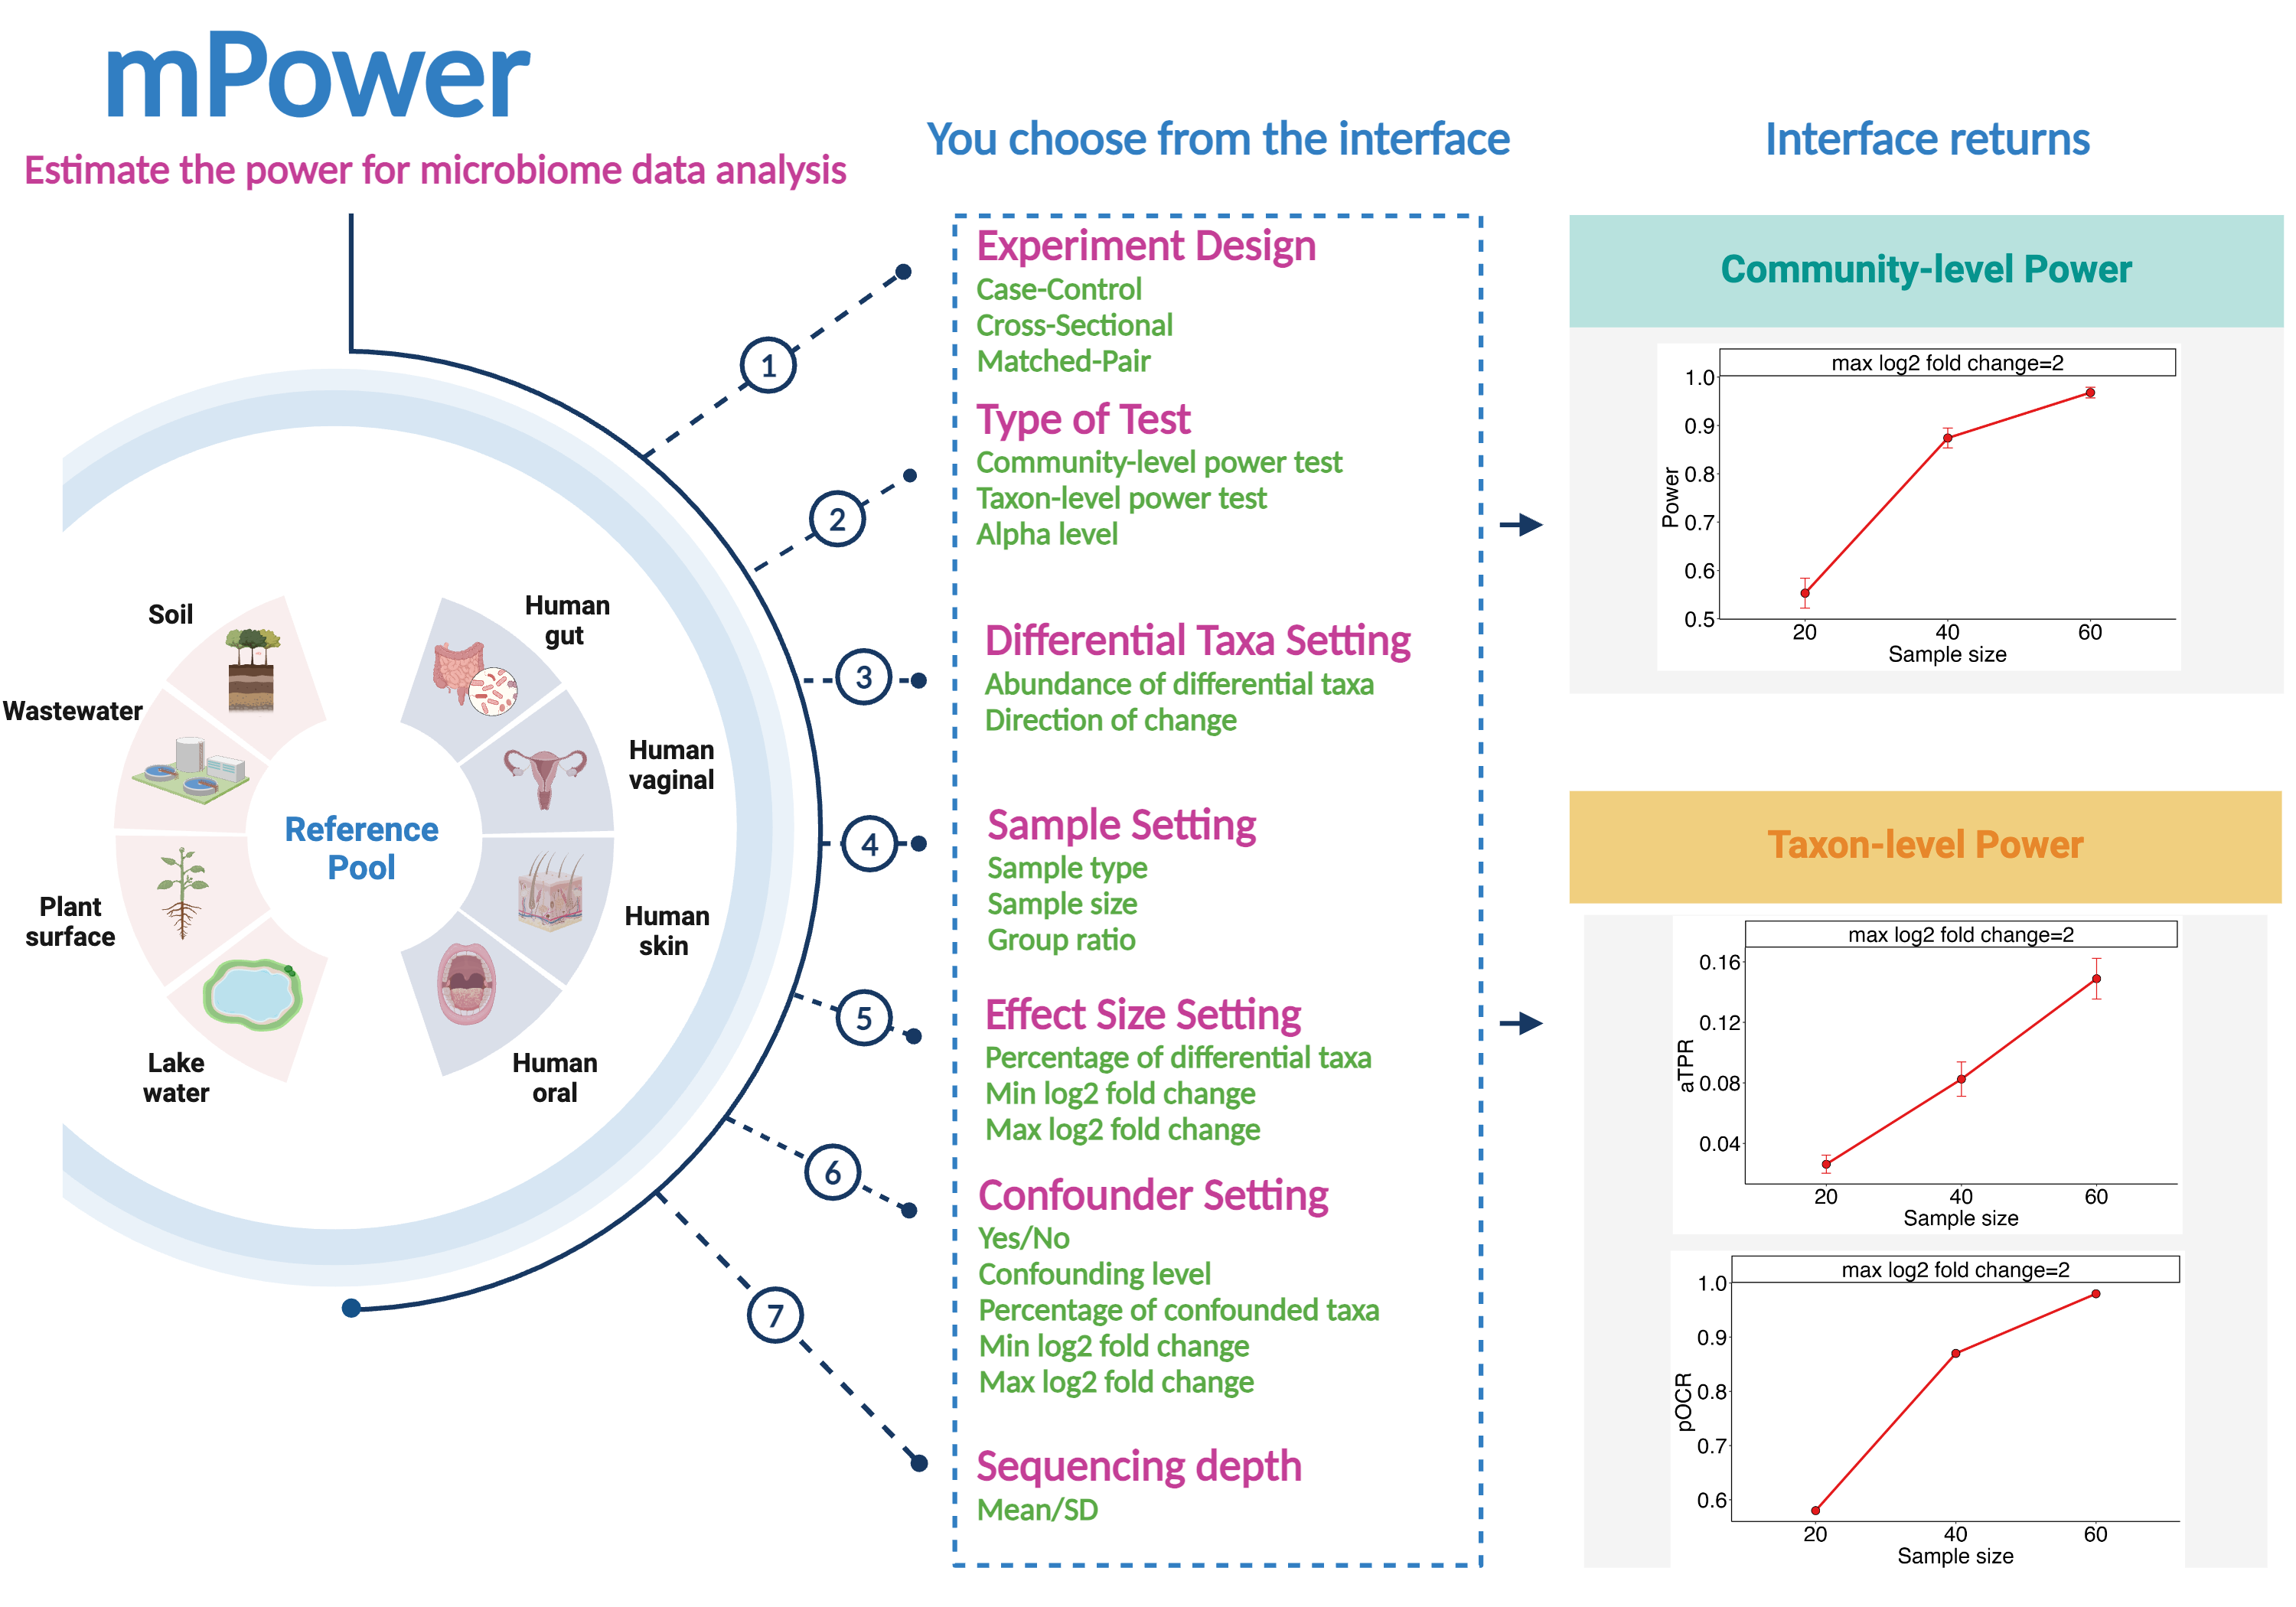 mPower
Estimate the power for microbiome data analysis
Soil
Wastewater
Plant
surface
Lake
water
Human
gut
Human
vaginal
Human
skin
Human
oral
Reference
Pool
1
2
3
4
5
6
7
You choose from the interface
Experiment Design
Case-Control
Cross-Sectional
Matched-Pair
Type of Test
Community-level power test
Taxon-level power test
Alpha level
Differential Taxa Setting
Abundance of differential taxa
Direction of change
Sample Setting
Sample type
Sample size
Group ratio
Effect Size Setting
Percentage of differential taxa
Min log2 fold change
Max log2 fold change
Confounder Setting
Yes/No
Confounding level
Percentage of confounded taxa
Min log2 fold change
Max log2 fold change
Sequencing depth
Mean/SD
Interface returns
Community-level Power
max log2 fold change=2
1.0
0.9
0.8
0.7
0.6
0.5
Power
20 40 60
Sample size
Taxon-level Power
max log2 fold change=2
0.16
0.12
0.08
0.04
aTPR
20 40 60
Sample size
max log2 fold change=2
1.0
0.9
0.8
0.7
0.6
pOCR
20 40 60
Sample size